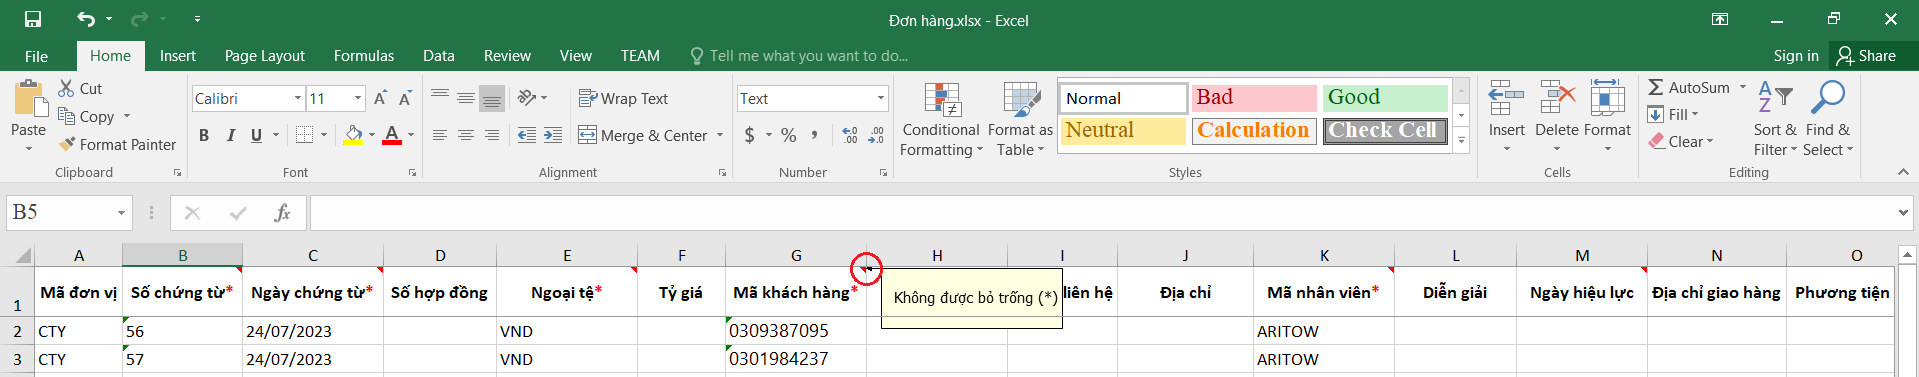 Đơn hàng.xlsx - Excel
File Home Insert Page Layout Formulas Data Review View TEAM Tell me what you want to do... Sign in Share
Paste
Cut
Copy
Format Painter
Clipboard
Calibri 11
B I U A
Font
Wrap Text
Merge & Center
Alignment
Text
$ % , .00
Number
Conditional Formatting
Format as Table
Normal Bad Good
Neutral Calculation Check Cell
Styles
Insert Delete Format
Cells
AutoSum
Fill
Clear
Sort & Filter
Find & Select
Editing
B5 fx
A B C D E F G H I J K L M N O
1 Mã đơn vị Số chứng từ* Ngày chứng từ* Số hợp đồng Ngoại tệ* Tỷ giá Mã khách hàng* Không được bỏ trống (*) liên hệ Địa chỉ Mã nhân viên* Diễn giải Ngày hiệu lực Địa chỉ giao hàng Phương tiện
2 CTY 56 24/07/2023 VND 0309387095 ARITOW
3 CTY 57 24/07/2023 VND 0301984237 ARITOW